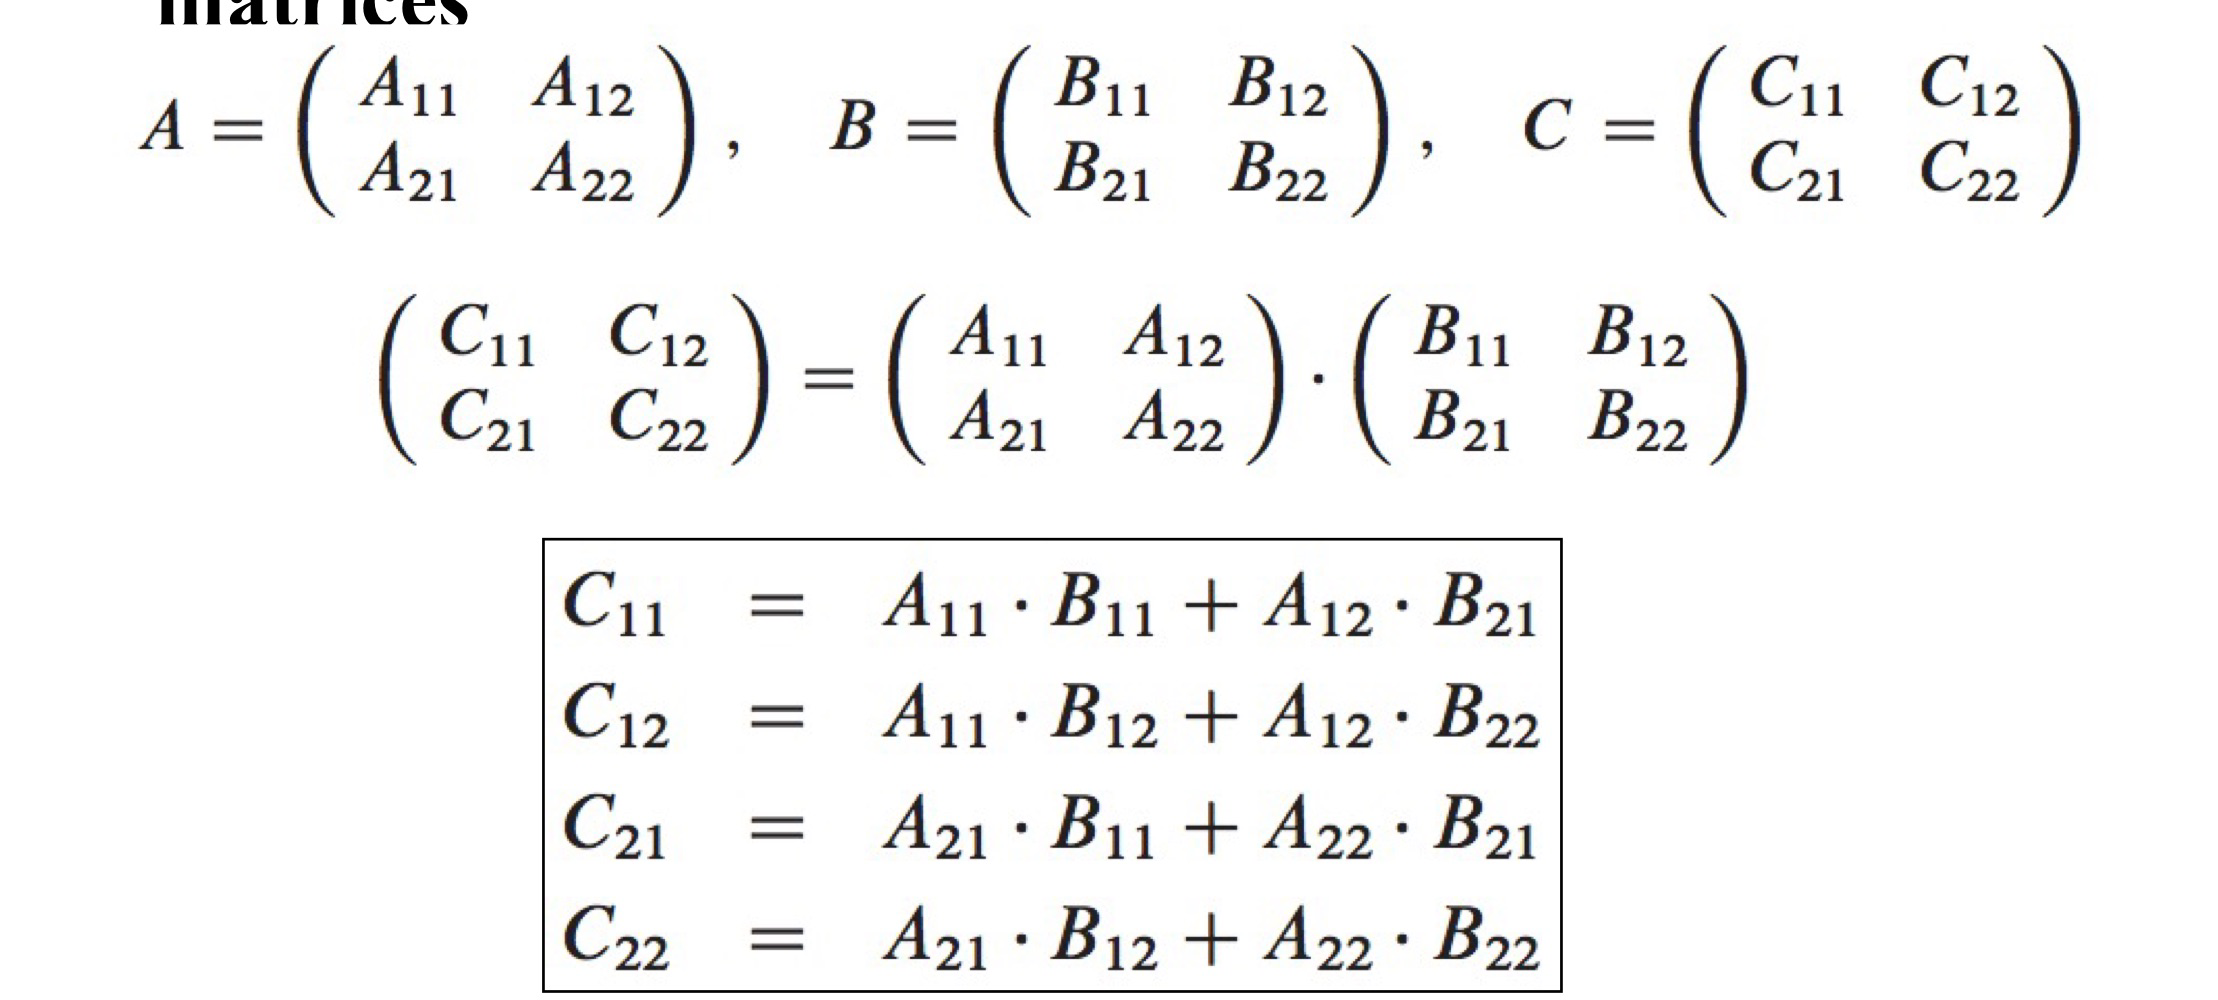 matrices
A = ( A₁₁ A₁₂ ) , B = ( B₁₁ B₁₂ ) , C = ( C₁₁ C₁₂ )
( A₂₁ A₂₂ ) ( B₂₁ B₂₂ ) ( C₂₁ C₂₂ )
( C₁₁ C₁₂ ) = ( A₁₁ A₁₂ ) · ( B₁₁ B₁₂ )
( C₂₁ C₂₂ ) ( A₂₁ A₂₂ ) ( B₂₁ B₂₂ )
C₁₁ = A₁₁ · B₁₁ + A₁₂ · B₂₁
C₁₂ = A₁₁ · B₁₂ + A₁₂ · B₂₂
C₂₁ = A₂₁ · B₁₁ + A₂₂ · B₂₁
C₂₂ = A₂₁ · B₁₂ + A₂₂ · B₂₂